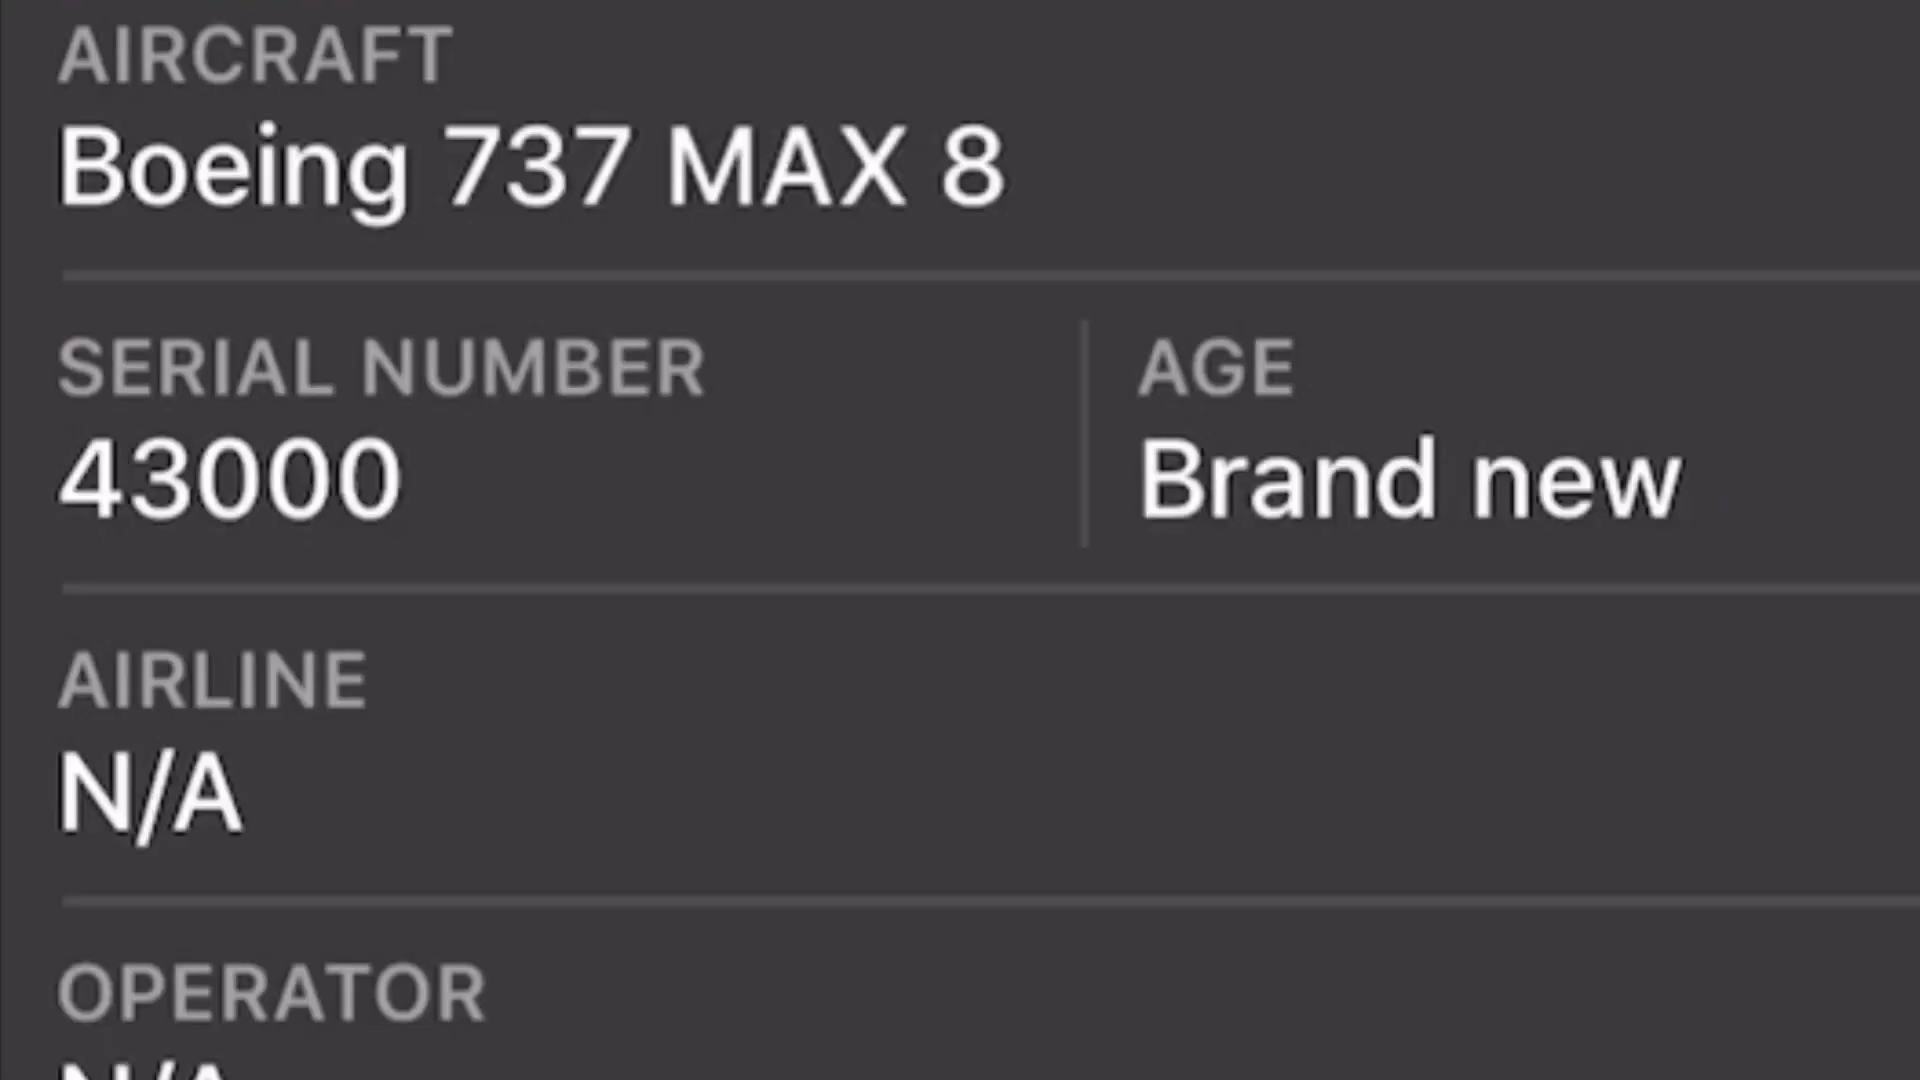 AIRCRAFT
Boeing 737 MAX 8
SERIAL NUMBER
43000
AGE
Brand new
AIRLINE
N/A
OPERATOR
N/A